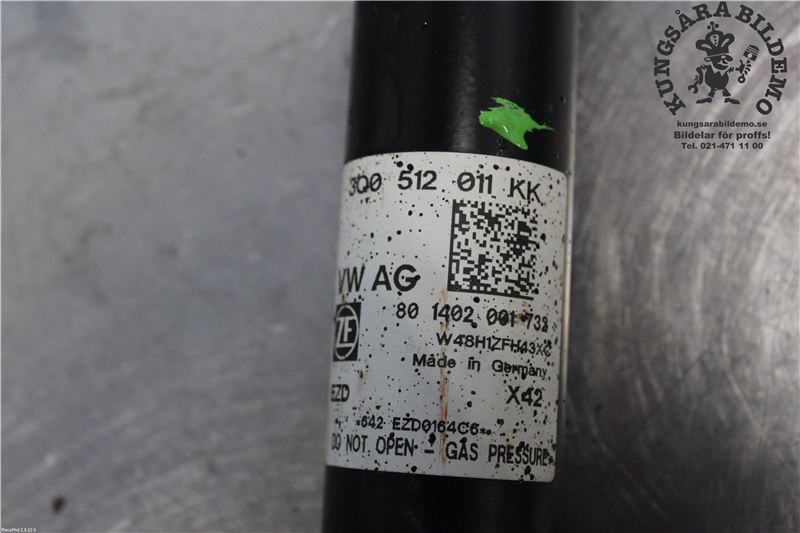 KUNGSÅRA BILDEMO
kungsarabildemo.se
Bildelar för proffs!
Tel. 021-471 11 00
3Q0 512 011 KK
VW AG
80 1402 001 732
ZF
W48H1ZFH43XC
Made in Germany
EZD
X42
*642 EZD0164C6*
DO NOT OPEN - GAS PRESSURE